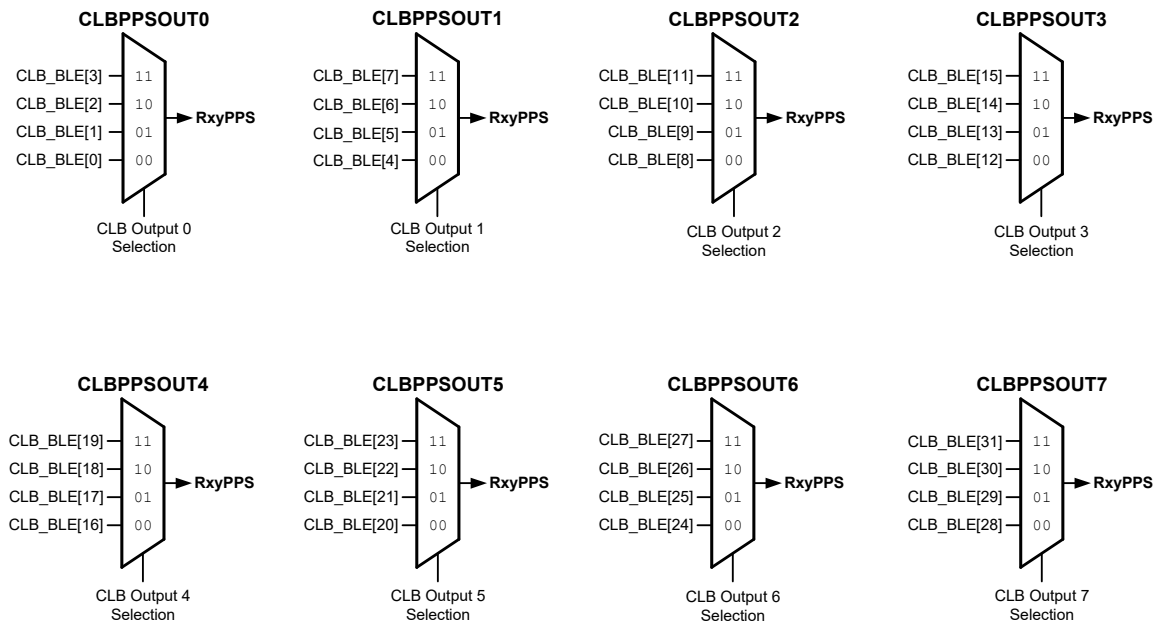 CLBPPSOUT0
CLB_BLE[3] 11
CLB_BLE[2] 10
CLB_BLE[1] 01
CLB_BLE[0] 00
RxyPPS
CLB Output 0
Selection
CLBPPSOUT1
CLB_BLE[7] 11
CLB_BLE[6] 10
CLB_BLE[5] 01
CLB_BLE[4] 00
RxyPPS
CLB Output 1
Selection
CLBPPSOUT2
CLB_BLE[11] 11
CLB_BLE[10] 10
CLB_BLE[9] 01
CLB_BLE[8] 00
RxyPPS
CLB Output 2
Selection
CLBPPSOUT3
CLB_BLE[15] 11
CLB_BLE[14] 10
CLB_BLE[13] 01
CLB_BLE[12] 00
RxyPPS
CLB Output 3
Selection
CLBPPSOUT4
CLB_BLE[19] 11
CLB_BLE[18] 10
CLB_BLE[17] 01
CLB_BLE[16] 00
RxyPPS
CLB Output 4
Selection
CLBPPSOUT5
CLB_BLE[23] 11
CLB_BLE[22] 10
CLB_BLE[21] 01
CLB_BLE[20] 00
RxyPPS
CLB Output 5
Selection
CLBPPSOUT6
CLB_BLE[27] 11
CLB_BLE[26] 10
CLB_BLE[25] 01
CLB_BLE[24] 00
RxyPPS
CLB Output 6
Selection
CLBPPSOUT7
CLB_BLE[31] 11
CLB_BLE[30] 10
CLB_BLE[29] 01
CLB_BLE[28] 00
RxyPPS
CLB Output 7
Selection